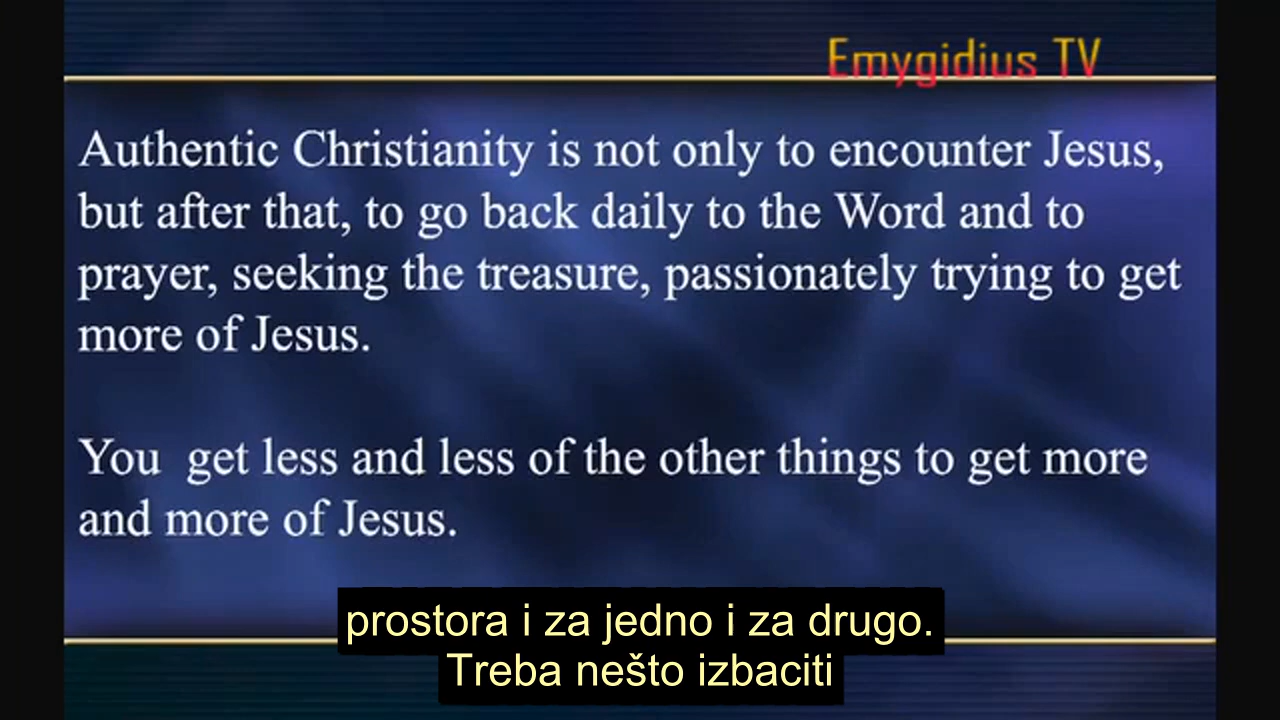 Emygidius TV
Authentic Christianity is not only to encounter Jesus,
but after that, to go back daily to the Word and to
prayer, seeking the treasure, passionately trying to get
more of Jesus.
You  get less and less of the other things to get more
and more of Jesus.
prostora i za jedno i za drugo.
Treba nešto izbaciti